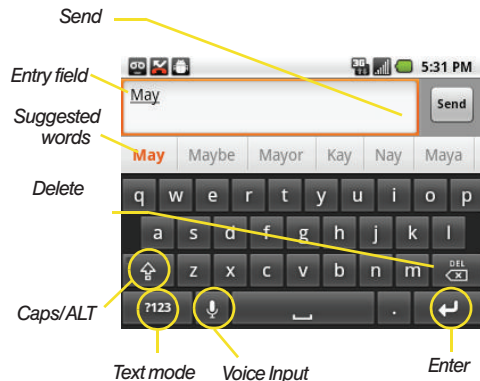 Send
3G 5:31 PM
Entry field
May
Send
Suggested
words
May Maybe Mayor Kay Nay Maya
Delete
q w e r t y u i o p
a s d f g h j k l
z x c v b n m DEL
Caps/ALT
?123 .
Text mode Voice Input Enter